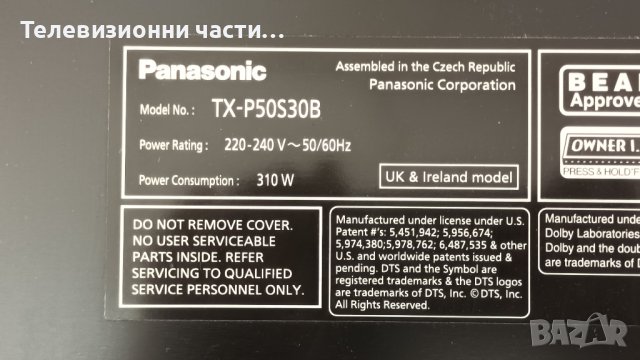 Телевизионни части...
Panasonic
Assembled in the Czech Republic
Panasonic Corporation
Model No.: TX-P50S30B
Power Rating: 220-240 V~50/60Hz
Power Consumption: 310 W
UK & Ireland model
BEA
Approve
OWNER I.
PRESS & HOLD'F
DO NOT REMOVE COVER.
NO USER SERVICEABLE
PARTS INSIDE. REFER
SERVICING TO QUALIFIED
SERVICE PERSONNEL ONLY.
Manufactured under license under U.S.
Patent #'s: 5,451,942; 5,956,674;
5,974,380;5,978,762; 6,487,535 & other
U.S. and worldwide patents issued &
pending. DTS and the Symbol are
registered trademarks & the DTS logos
are trademarks of DTS, Inc. © DTS, Inc.
All Rights Reserved.
Manufactured unde
Dolby Laboratories
Dolby and the doub
are trademarks of D
BAZAR
bg